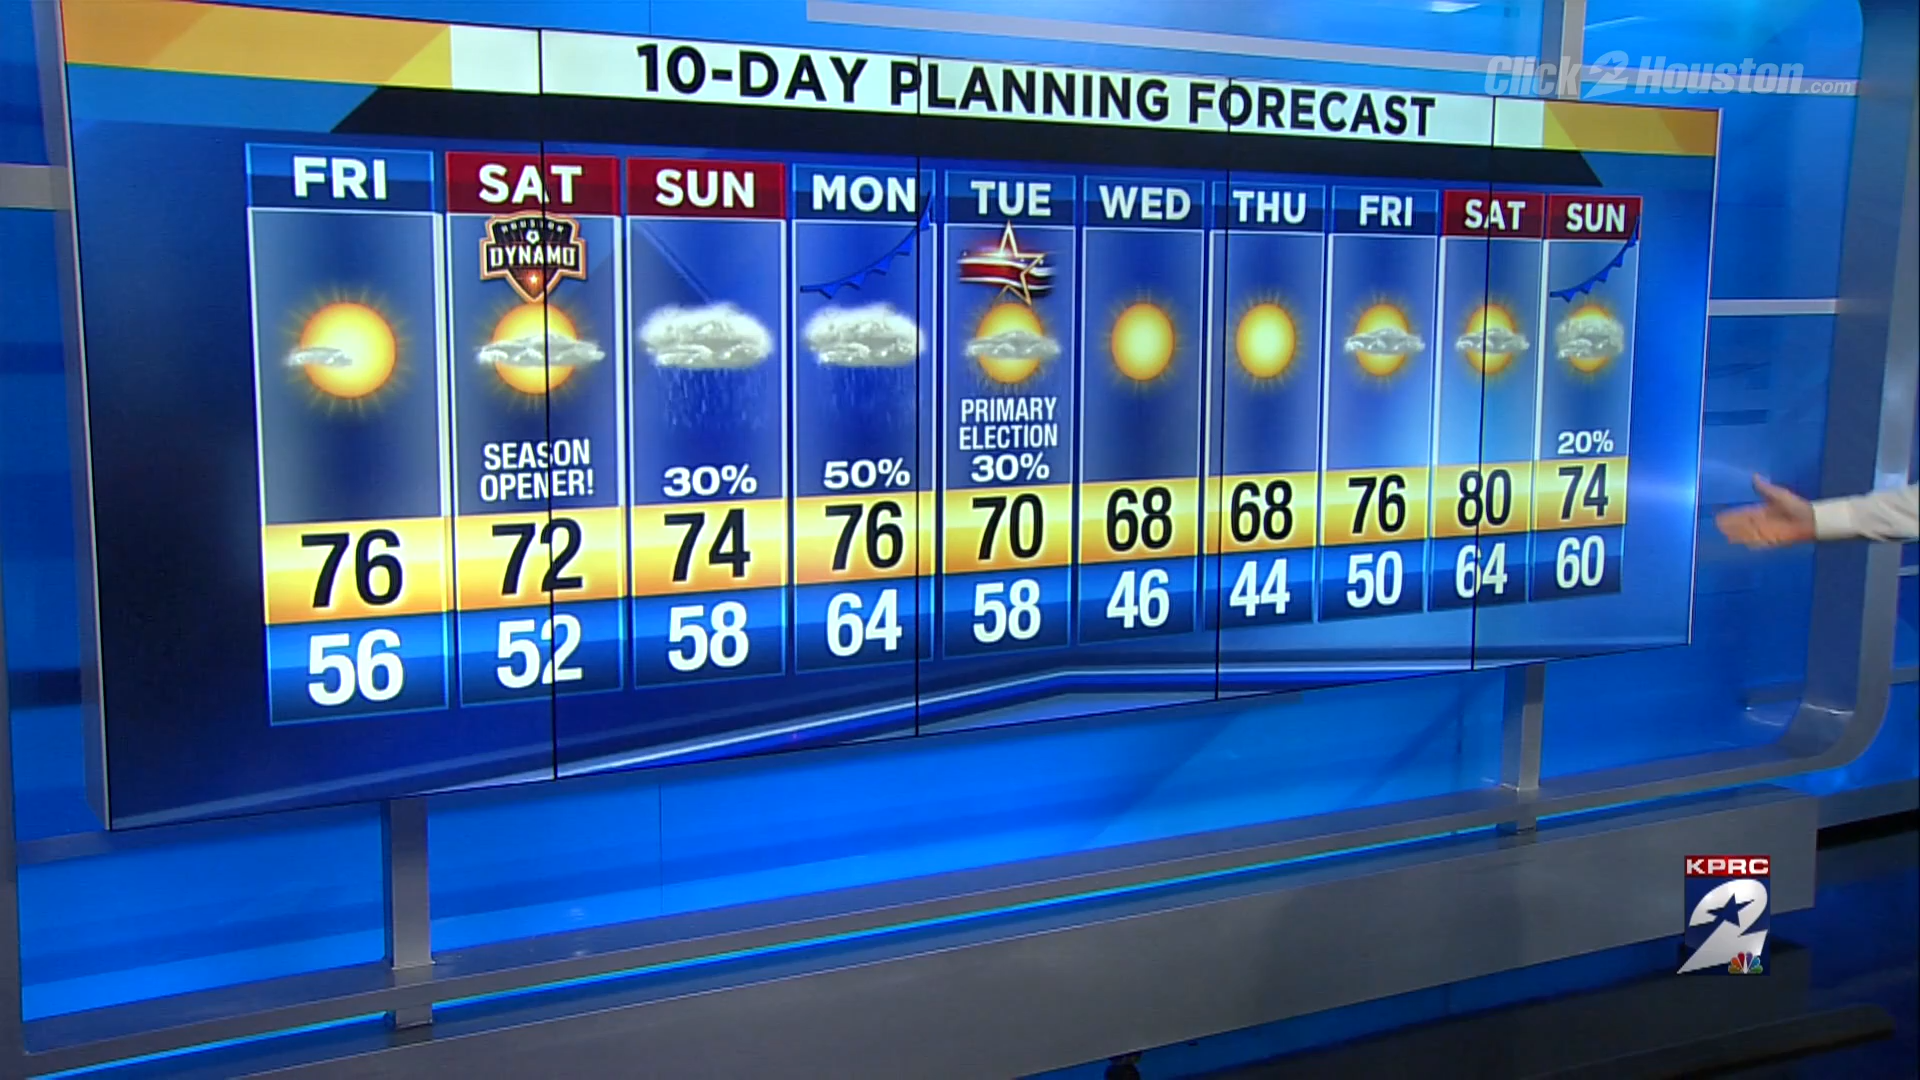 Click2Houston.com
10-DAY PLANNING FORECAST
FRI SAT SUN MON TUE WED THU FRI SAT SUN
HOUSTON
DYNAMO
PRIMARY
ELECTION
SEASON
OPENER!
30% 50% 30% 20%
76 72 74 76 70 68 68 76 80 74
56 52 58 64 58 46 44 50 64 60
KPRC
2